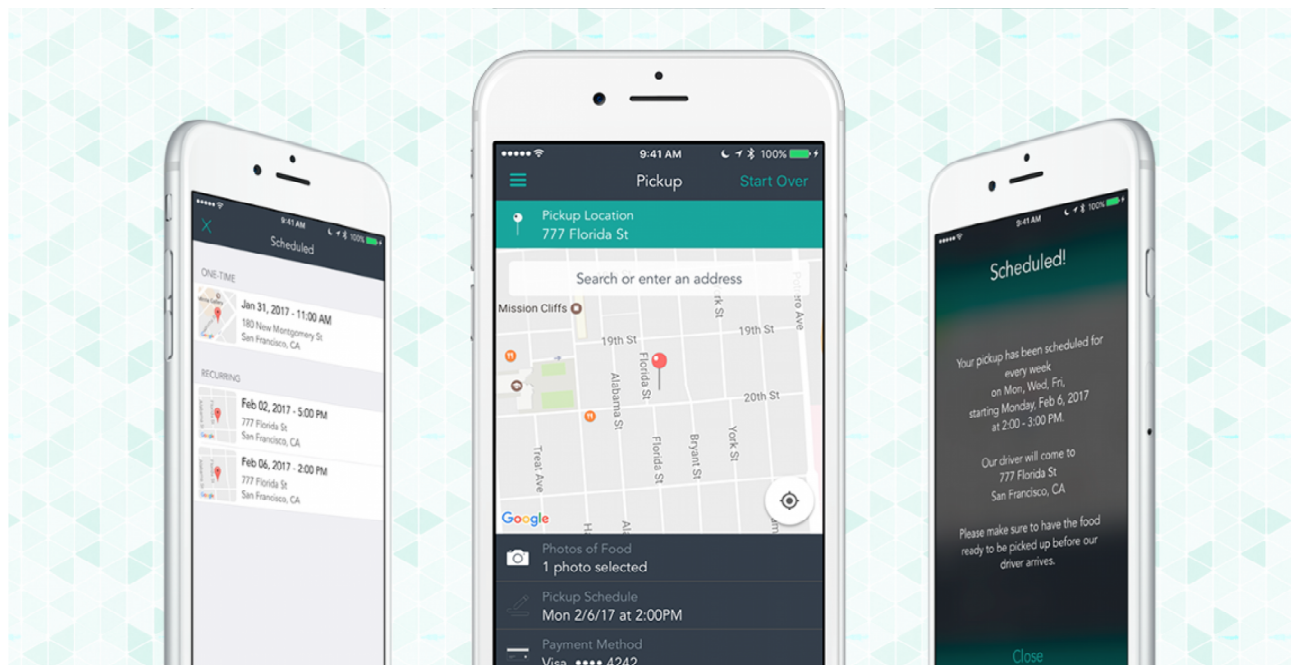 9:41 AM
100%
Scheduled
ONE-TIME
Jan 31, 2017 - 11:00 AM
180 New Montgomery St
San Francisco, CA
RECURRING
Feb 02, 2017 - 5:00 PM
777 Florida St
San Francisco, CA
Feb 06, 2017 - 2:00 PM
777 Florida St
San Francisco, CA
9:41 AM
100%
Pickup
Start Over
Pickup Location
777 Florida St
Search or enter an address
Mission Cliffs
York St
Potrero Ave
19th St
19th St
Florida St
Alabama St
20th St
Treat Ave
Florida St
Bryant St
York St
Google
Photos of Food
1 photo selected
Pickup Schedule
Mon 2/6/17 at 2:00PM
Payment Method
Visa •••• 4242
9:41 AM
100%
Scheduled!
Your pickup has been scheduled for
every week
on Mon, Wed, Fri,
starting Monday, Feb 6, 2017
at 2:00 - 3:00 PM.
Our driver will come to
777 Florida St
San Francisco, CA
Please make sure to have the food
ready to be picked up before our
driver arrives.
Close